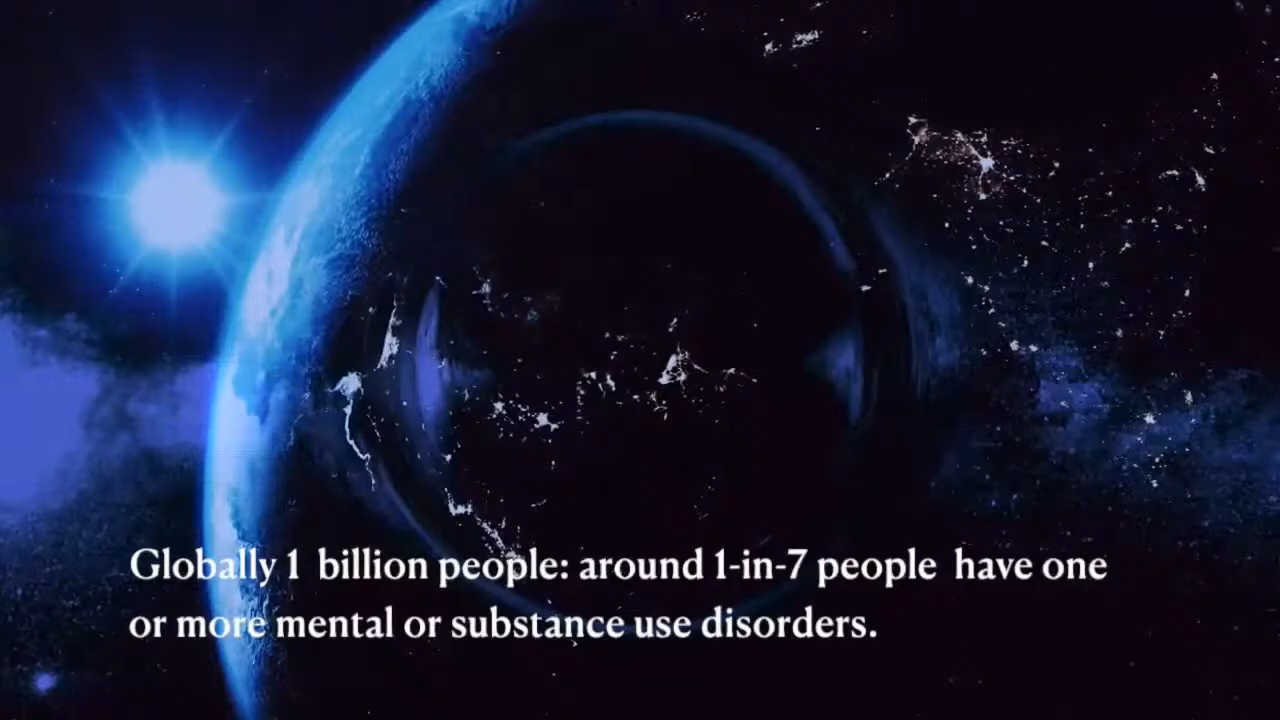 Globally 1 billion people: around 1-in-7 people have one
or more mental or substance use disorders.